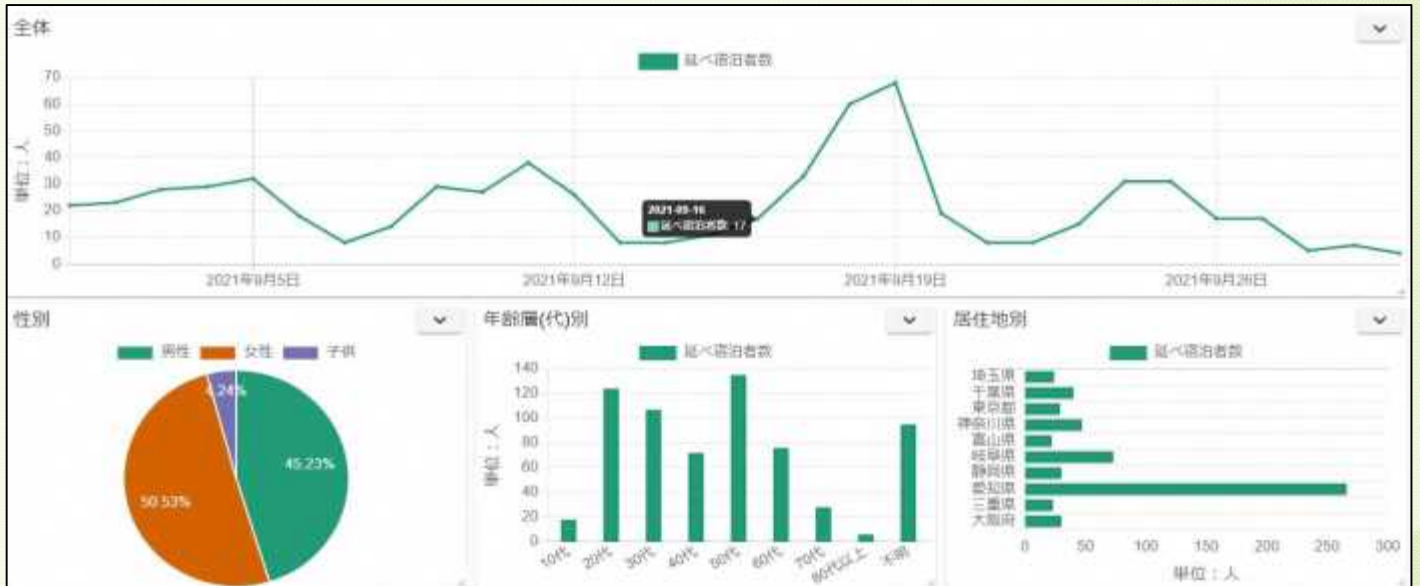 全体
延べ宿泊者数
70
60
50
40
30
20
10
0
単位：人
2021-09-16
延べ宿泊者数 17
2021年9月5日
2021年9月12日
2021年9月19日
2021年9月26日
性別
男性 女性 子供
4.24%
45.23%
50.53%
年齢層(代)別
延べ宿泊者数
140
120
100
80
60
40
20
0
単位：人
10代 20代 30代 40代 50代 60代 70代 80代以上 不明
居住地別
延べ宿泊者数
埼玉県
千葉県
東京都
神奈川県
富山県
岐阜県
静岡県
愛知県
三重県
大阪府
0 50 100 150 200 250 300
単位：人